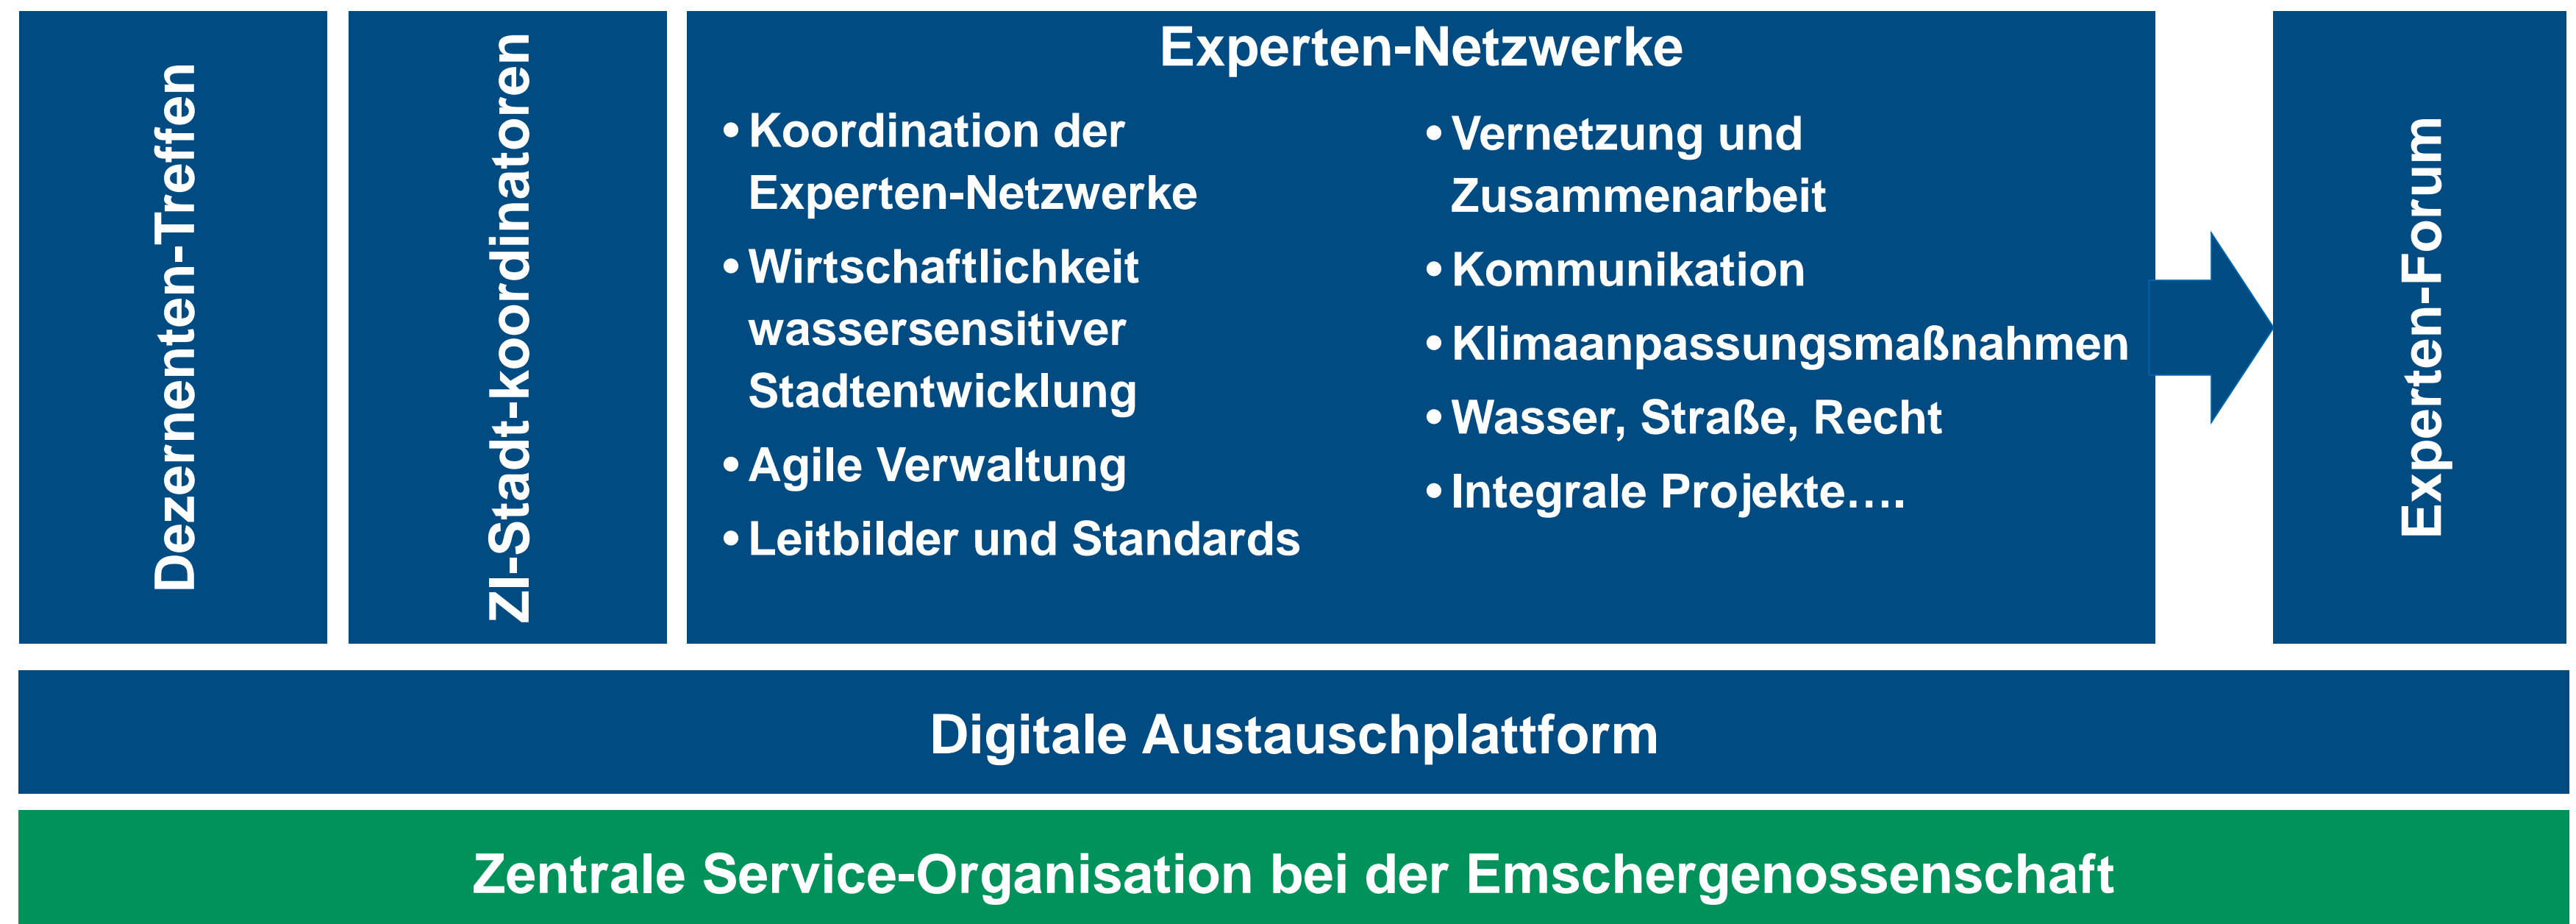 Dezernenten-Treffen
ZI-Stadt-koordinatoren
Experten-Netzwerke
• Koordination der
Experten-Netzwerke
• Wirtschaftlichkeit
wassersensitiver
Stadtentwicklung
• Agile Verwaltung
• Leitbilder und Standards
• Vernetzung und
Zusammenarbeit
• Kommunikation
• Klimaanpassungsmaßnahmen
• Wasser, Straße, Recht
• Integrale Projekte….
Experten-Forum
Digitale Austauschplattform
Zentrale Service-Organisation bei der Emschergenossenschaft